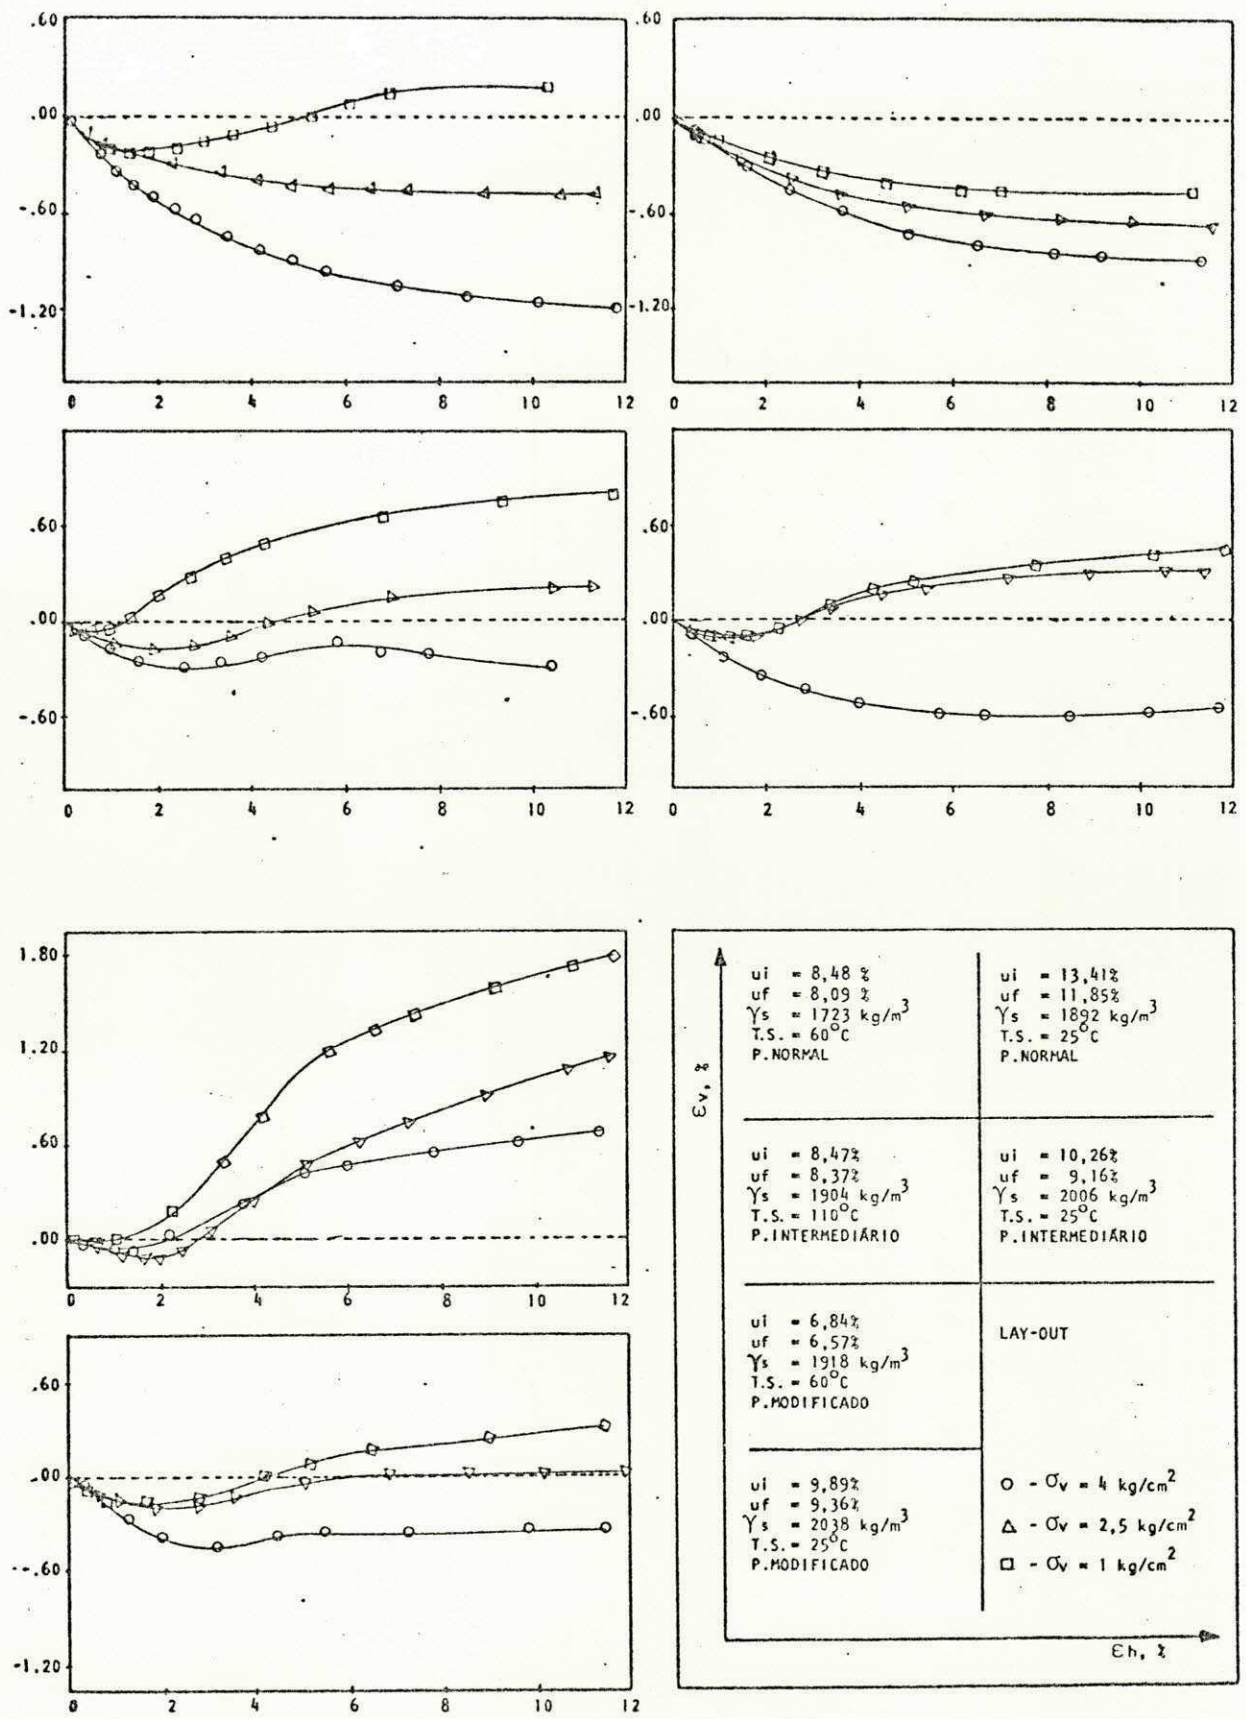 .60
.00
-.60
-1.20
0 2 4 6 8 10 12
.60
.00
-.60
-1.20
0 2 4 6 8 10 12
.60
.00
-.60
0 2 4 6 8 10 12
.60
.00
-.60
0 2 4 6 8 10 12
1.80
1.20
.60
.00
0 2 4 6 8 10 12
.60
.00
-.60
-1.20
0 2 4 6 8 10 12
εv, %
ui = 8,48 %
uf = 8,09 %
γs = 1723 kg/m³
T.S. = 60°C
P.NORMAL
ui = 13,41%
uf = 11,85%
γs = 1892 kg/m³
T.S. = 25°C
P.NORMAL
ui = 8,47%
uf = 8,37%
γs = 1904 kg/m³
T.S. = 110°C
P.INTERMEDIÁRIO
ui = 10,26%
uf = 9,16%
γs = 2006 kg/m³
T.S. = 25°C
P.INTERMEDIÁRIO
ui = 6,84%
uf = 6,57%
γs = 1918 kg/m³
T.S. = 60°C
P.MODIFICADO
LAY-OUT
ui = 9,89%
uf = 9,36%
γs = 2038 kg/m³
T.S. = 25°C
P.MODIFICADO
O - σv = 4 kg/cm²
Δ - σv = 2,5 kg/cm²
□ - σv = 1 kg/cm²
εh, %